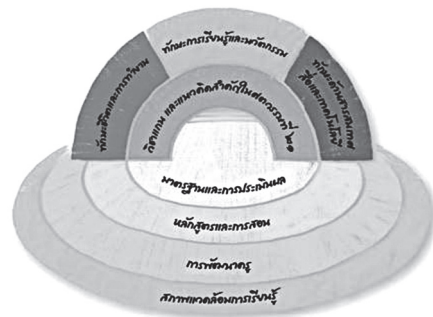 ทักษะการเรียนรู้และนวัตกรรม
ทักษะชีวิตและการทำงาน
ทักษะด้านสารสนเทศ
สื่อและเทคโนโลยี
วิชาแกน และแนวคิดสำคัญในศตวรรษที่ ๒๑
มาตรฐานและการประเมินผล
หลักสูตรและการสอน
การพัฒนาครู
สภาพแวดล้อมการเรียนรู้